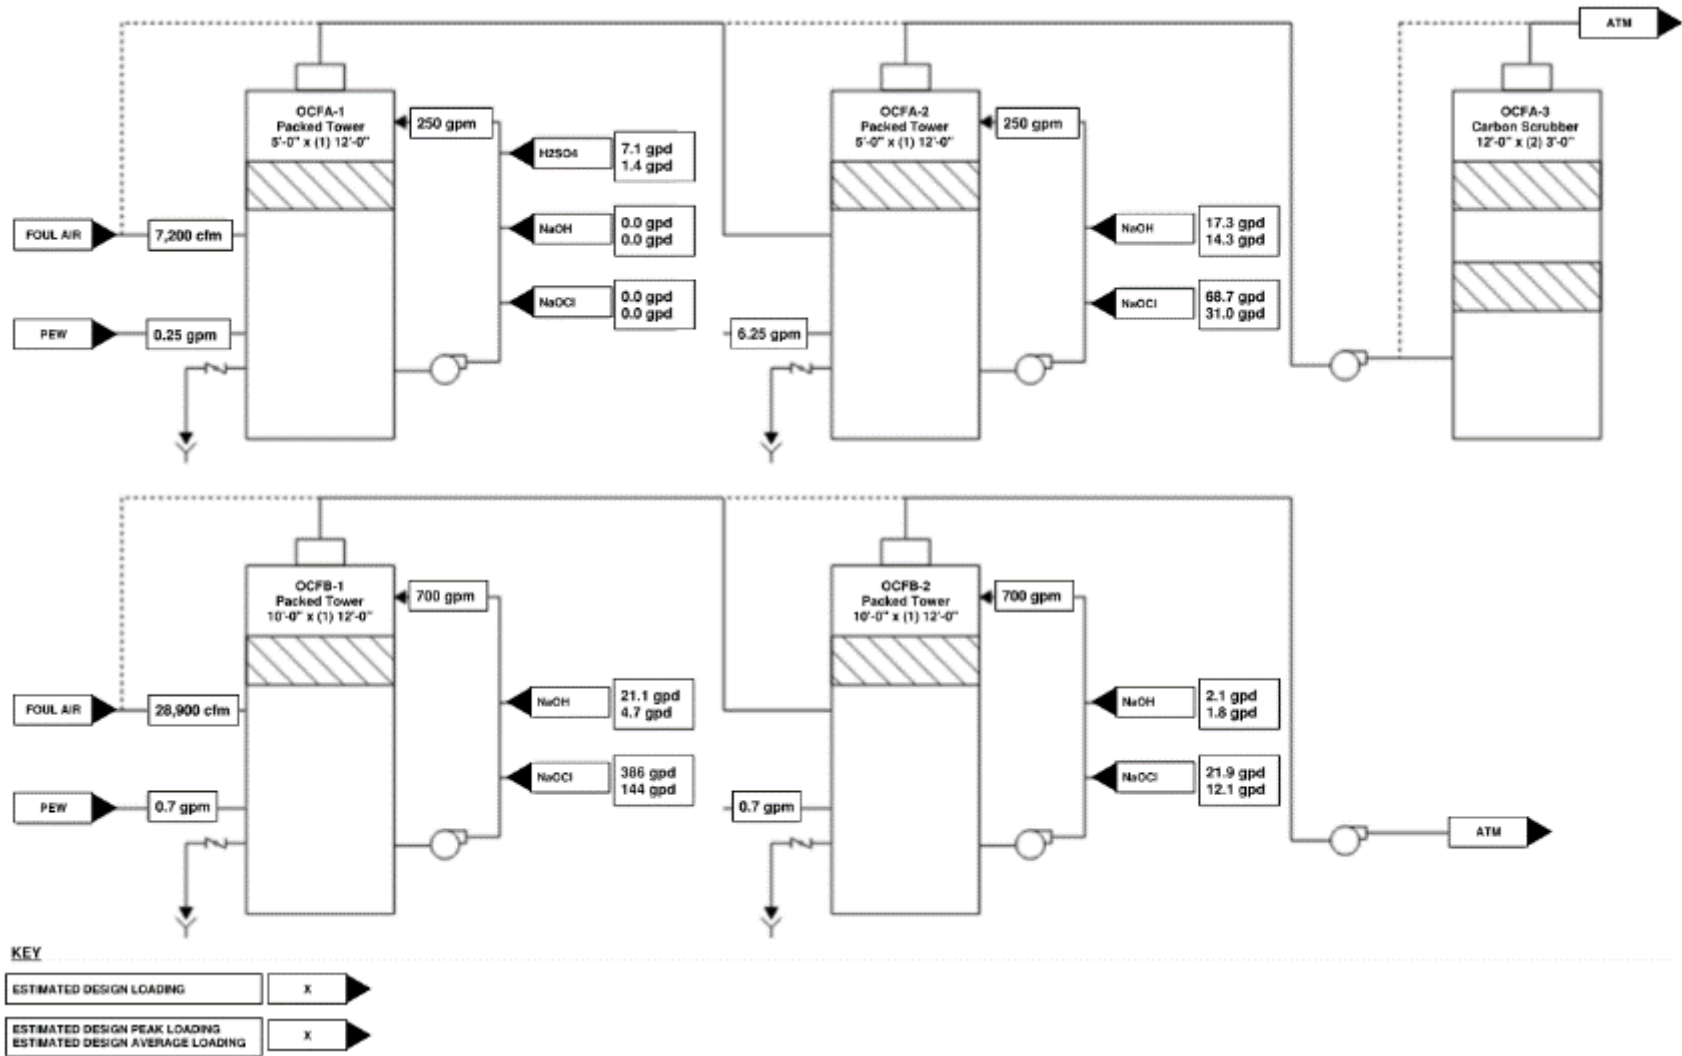 ATM
OCFA-1
Packed Tower
5'-0" x (1) 12'-0"
250 gpm
H2SO4
7.1 gpd
1.4 gpd
NaOH
0.0 gpd
0.0 gpd
NaOCl
0.0 gpd
0.0 gpd
FOUL AIR
7,200 cfm
PEW
0.25 gpm
OCFA-2
Packed Tower
5'-0" x (1) 12'-0"
250 gpm
NaOH
17.3 gpd
14.3 gpd
NaOCl
68.7 gpd
31.0 gpd
6.25 gpm
OCFA-3
Carbon Scrubber
12'-0" x (2) 3'-0"
OCFB-1
Packed Tower
10'-0" x (1) 12'-0"
700 gpm
NaOH
21.1 gpd
4.7 gpd
NaOCl
386 gpd
144 gpd
FOUL AIR
28,900 cfm
PEW
0.7 gpm
OCFB-2
Packed Tower
10'-0" x (1) 12'-0"
700 gpm
NaOH
2.1 gpd
1.8 gpd
NaOCl
21.9 gpd
12.1 gpd
0.7 gpm
ATM
KEY
ESTIMATED DESIGN LOADING
X
ESTIMATED DESIGN PEAK LOADING
ESTIMATED DESIGN AVERAGE LOADING
X